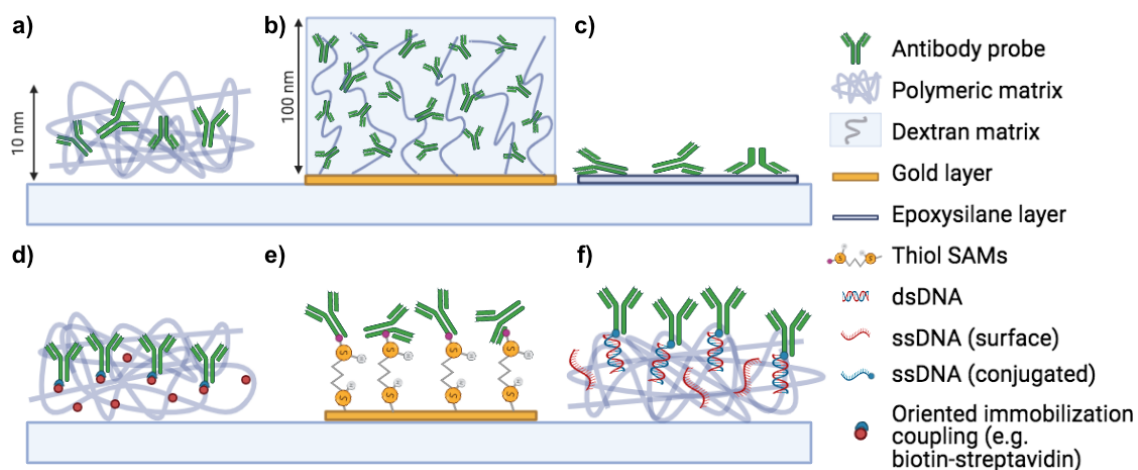 a)
b)
c)
10 nm
100 nm
Antibody probe
Polymeric matrix
Dextran matrix
Gold layer
Epoxysilane layer
d)
e)
f)
S
S
S
S
S
S
S
S
Thiol SAMs
dsDNA
ssDNA (surface)
ssDNA (conjugated)
Oriented immobilization
coupling (e.g.
biotin-streptavidin)